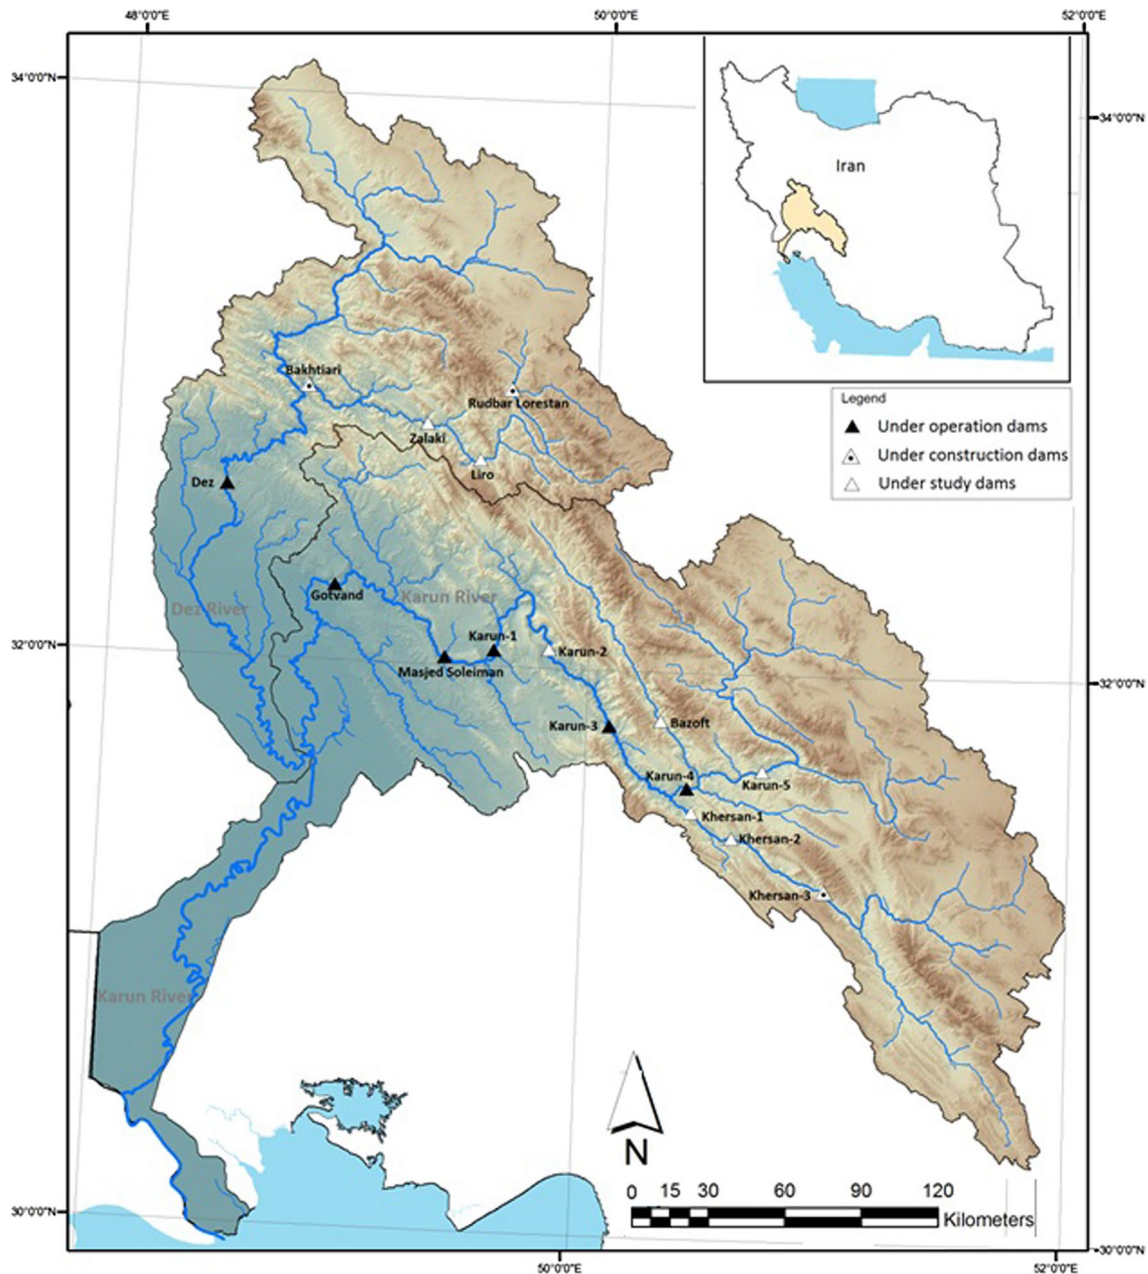 48°0'0"E
50°0'0"E
52°0'0"E
34°0'0"N
34°0'0"N
Iran
Bakhtiari
Rudbar Lorestan
Legend
Under operation dams
Under construction dams
Under study dams
Zalaki
Liro
Dez
Gotvand
Karun River
Dez River
Karun-1
32°0'0"N
Karun-2
Masjed Soleiman
32°0'0"N
Karun-3
Bazoft
Karun-4
Karun-5
Khersan-1
Khersan-2
Khersan-3
Karun River
N
0 15 30 60 90 120
Kilometers
30°0'0"N
30°0'0"N
50°0'0"E
52°0'0"E